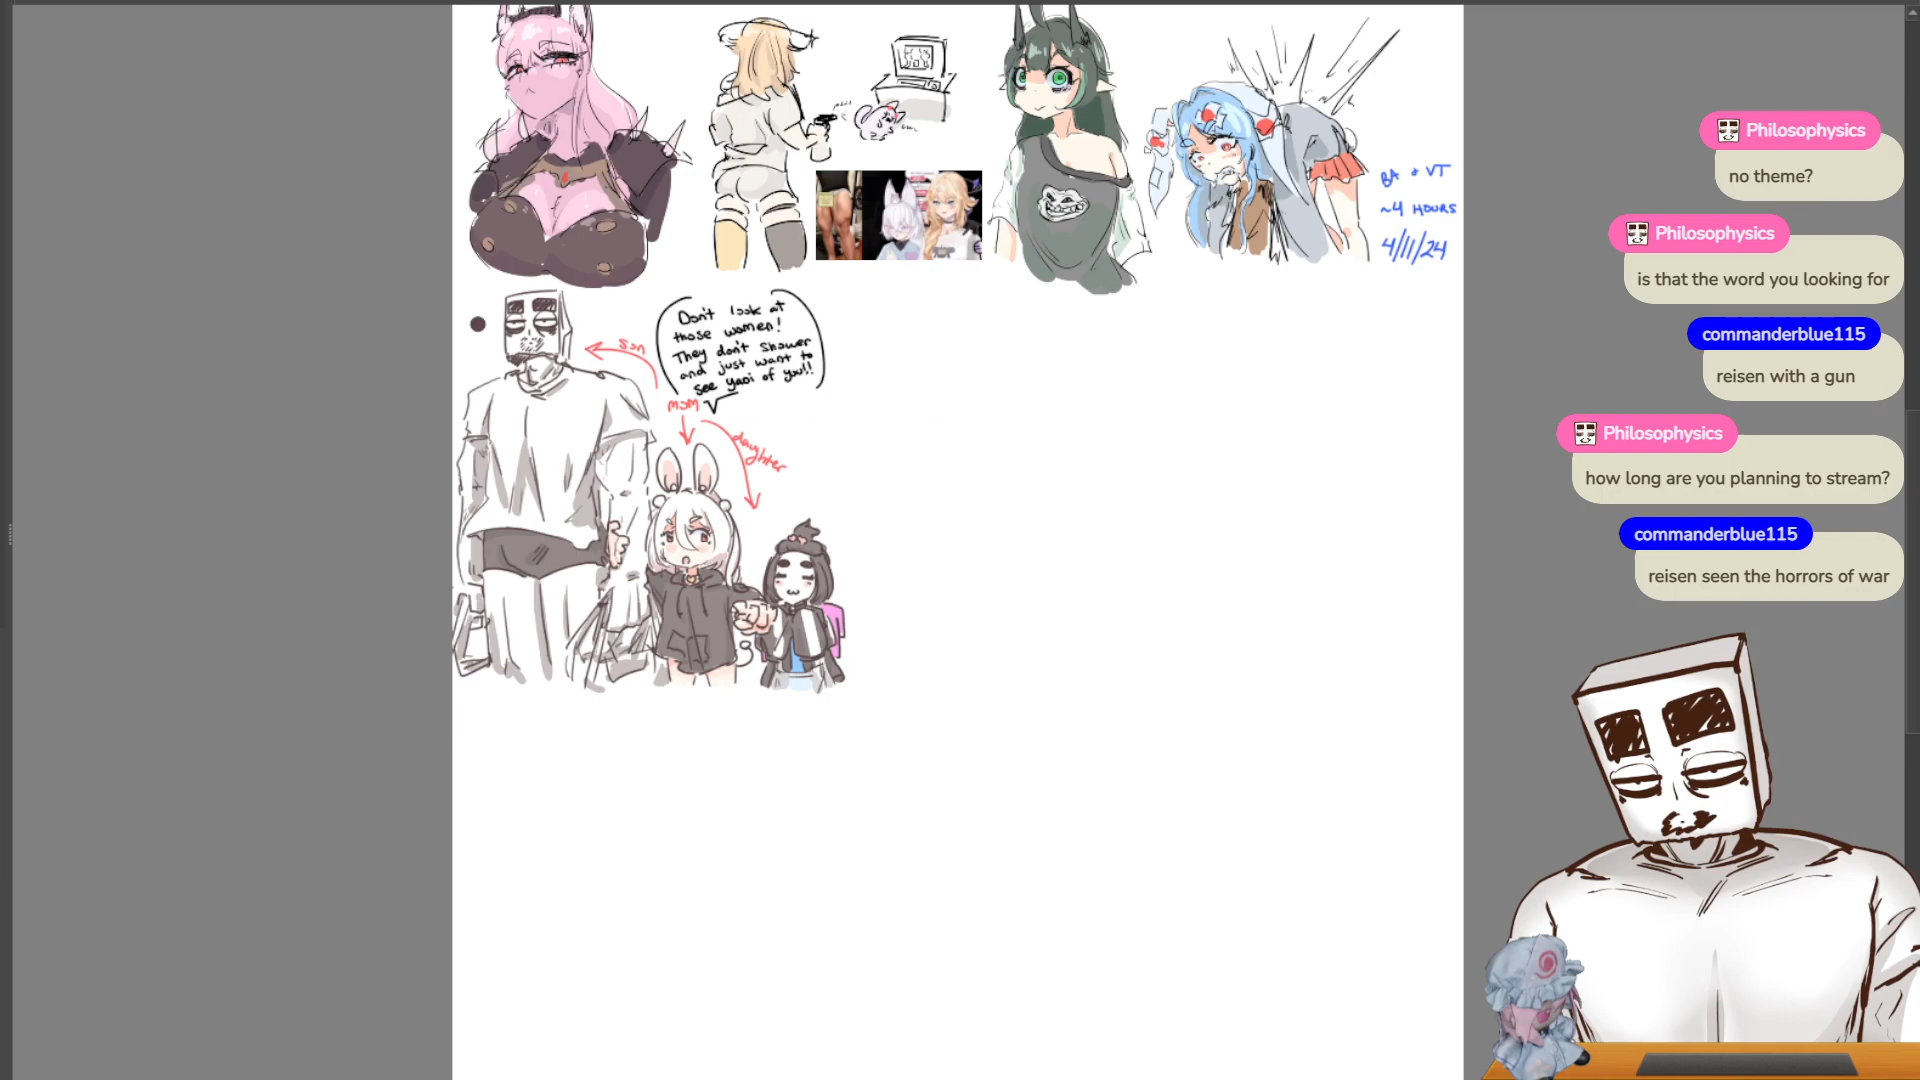 BA + VT
~4 HOURS
4/11/24
Don't look at
those women!
They don't shower
and just want to
see yaoi of you!!
son
mom
daughter
Philosophysics
no theme?
Philosophysics
is that the word you looking for
commanderblue115
reisen with a gun
Philosophysics
how long are you planning to stream?
commanderblue115
reisen seen the horrors of war